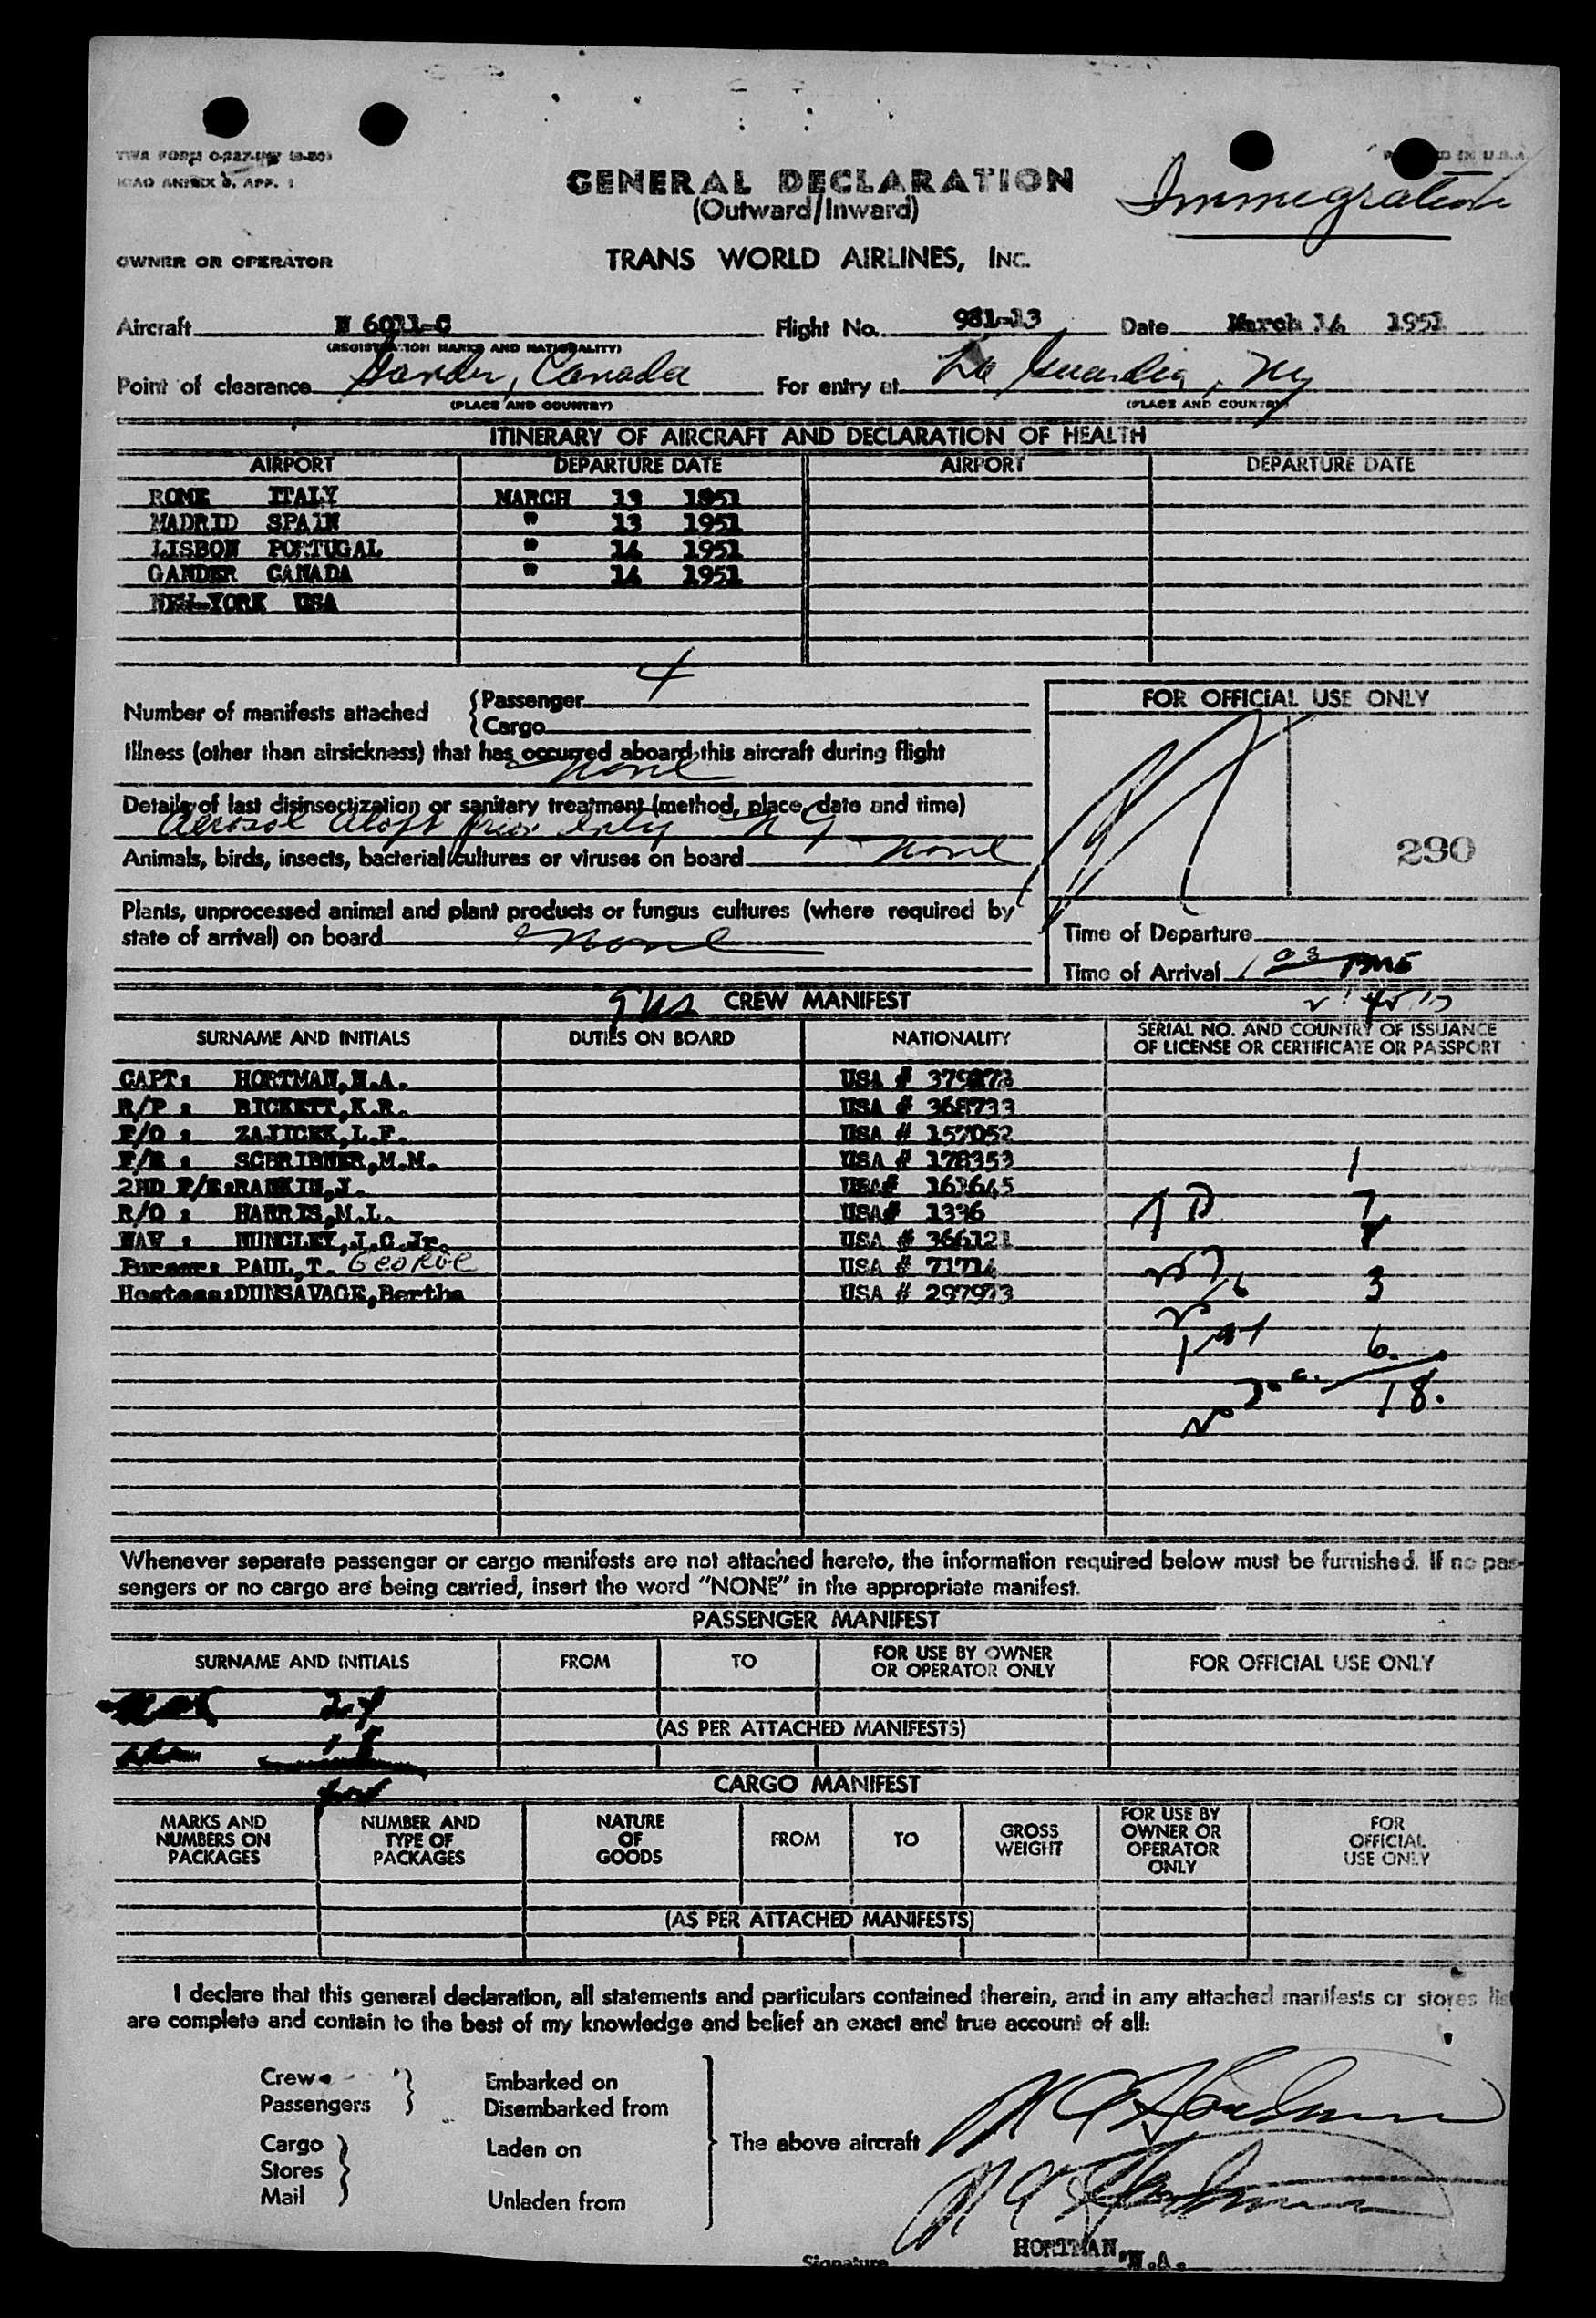 GENERAL DECLARATION
(Outward/Inward)
Immigration
OWNER OR OPERATOR TRANS WORLD AIRLINES, INC.
Aircraft N 6011-C Flight No. 981-13 Date March 14 1951
(REGISTRATION MARKS AND NATIONALITY)
Point of clearance Gander, Canada For entry at La Guardia, NY
(PLACE AND COUNTRY) (PLACE AND COUNTRY)
ITINERARY OF AIRCRAFT AND DECLARATION OF HEALTH
AIRPORT DEPARTURE DATE AIRPORT DEPARTURE DATE
ROME ITALY MARCH 13 1951
MADRID SPAIN " 13 1951
LISBON PORTUGAL " 14 1951
GANDER CANADA " 14 1951
NEW-YORK USA
Number of manifests attached {Passenger 4
{Cargo
FOR OFFICIAL USE ONLY
Illness (other than airsickness) that has occurred aboard this aircraft during flight
None
Details of last disinsectization or sanitary treatment (method, place, date and time)
Aerosol aloft prior entry
290
Animals, birds, insects, bacterial cultures or viruses on board None
Plants, unprocessed animal and plant products or fungus cultures (where required by
state of arrival) on board None
Time of Departure
Time of Arrival
CREW MANIFEST
SURNAME AND INITIALS DUTIES ON BOARD NATIONALITY SERIAL NO. AND COUNTRY OF ISSUANCE
OF LICENSE OR CERTIFICATE OR PASSPORT
CAPT: HORTMAN, N.A. USA #
R/P : BICKETT, K.R. USA # 368733
F/O : ZAJICEK, L.F. USA # 157052
F/E : SCHRIBNER, M.M. USA # 178353
1
2ND F/E: RANKIN, J. USA# 163645
R/O : HARRIS, M.L. USA# 1336 7
NAV : J.C.Jr. USA # 366121
Purser: PAUL, T. George USA # 71714
Hostess: DUNSAVAGE, Bertha USA # 297973 3
6
18.
Whenever separate passenger or cargo manifests are not attached hereto, the information required below must be furnished. If no pas-
sengers or no cargo are being carried, insert the word "NONE" in the appropriate manifest.
PASSENGER MANIFEST
SURNAME AND INITIALS FROM TO FOR USE BY OWNER
OR OPERATOR ONLY FOR OFFICIAL USE ONLY
(AS PER ATTACHED MANIFESTS)
CARGO MANIFEST
MARKS AND
NUMBERS ON
PACKAGES NUMBER AND
TYPE OF
PACKAGES NATURE
OF
GOODS FROM TO GROSS
WEIGHT FOR USE BY
OWNER OR
OPERATOR
ONLY FOR
OFFICIAL
USE ONLY
(AS PER ATTACHED MANIFESTS)
I declare that this general declaration, all statements and particulars contained therein, and in any attached manifests or stores list
are complete and contain to the best of my knowledge and belief an exact and true account of all:
Crew } Embarked on
Passengers } Disembarked from
N A Hortman
Cargo } Laden on The above aircraft
Stores }
Mail } Unladen from
N A Hortman
HORTMAN, N.A.
Signature